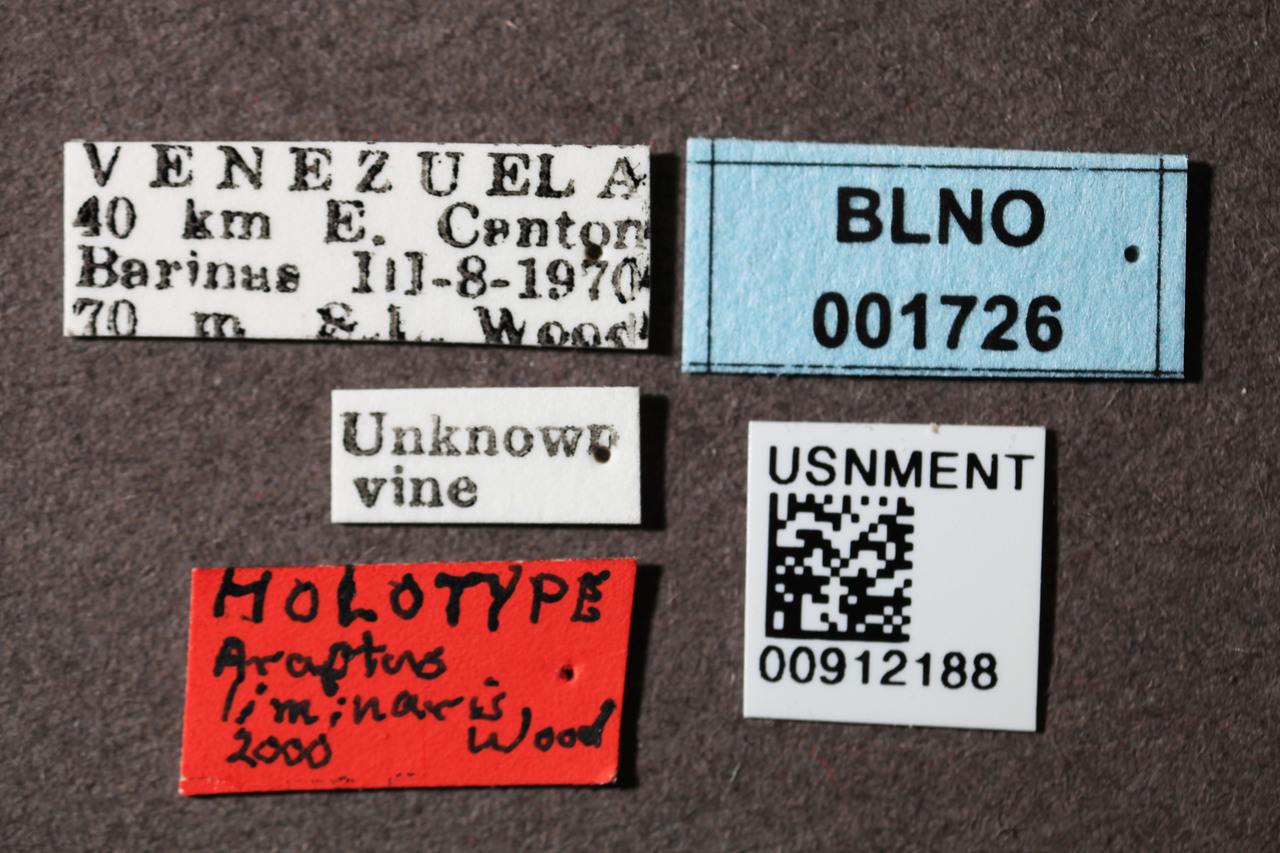 VENEZUELA
40 km E. Canton
Barinas III-8-1970
70 m S.L. Wood
BLNO
001726
Unknown
vine
USNMENT
00912188
HOLOTYPE
Araptus
liminaris
2000 Wood